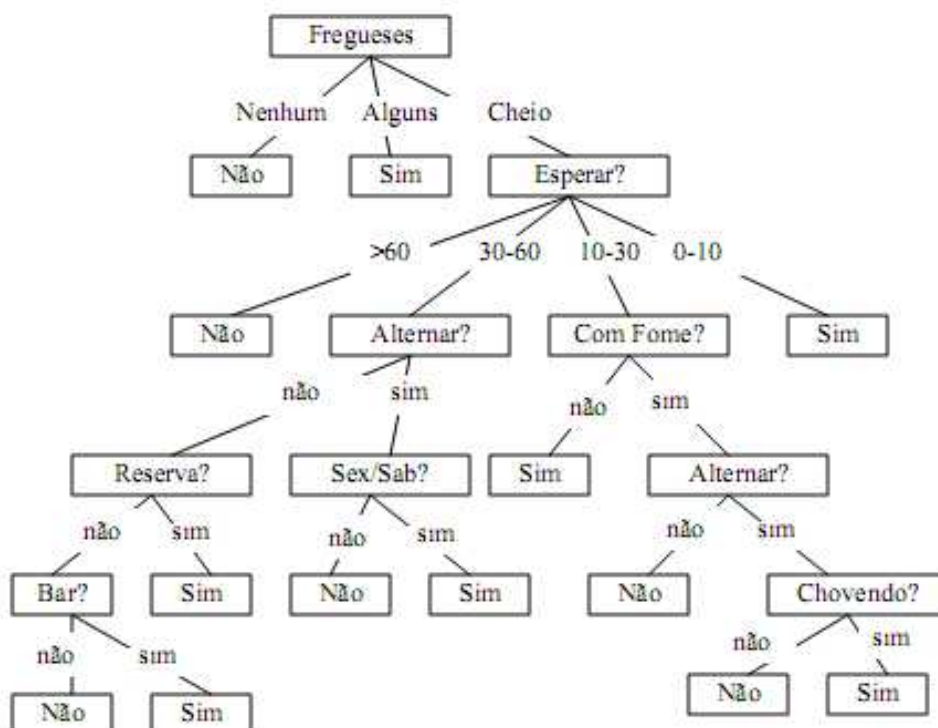 Fregueses
Nenhum Alguns Cheio
Não Sim Esperar?
>60 30-60 10-30 0-10
Não Alternar? Com Fome? Sim
não sim não sim
Reserva? Sex/Sab? Sim Alternar?
não sim não sim não sim
Bar? Sim Não Sim Não Chovendo?
não sim não sim
Não Sim Não Sim